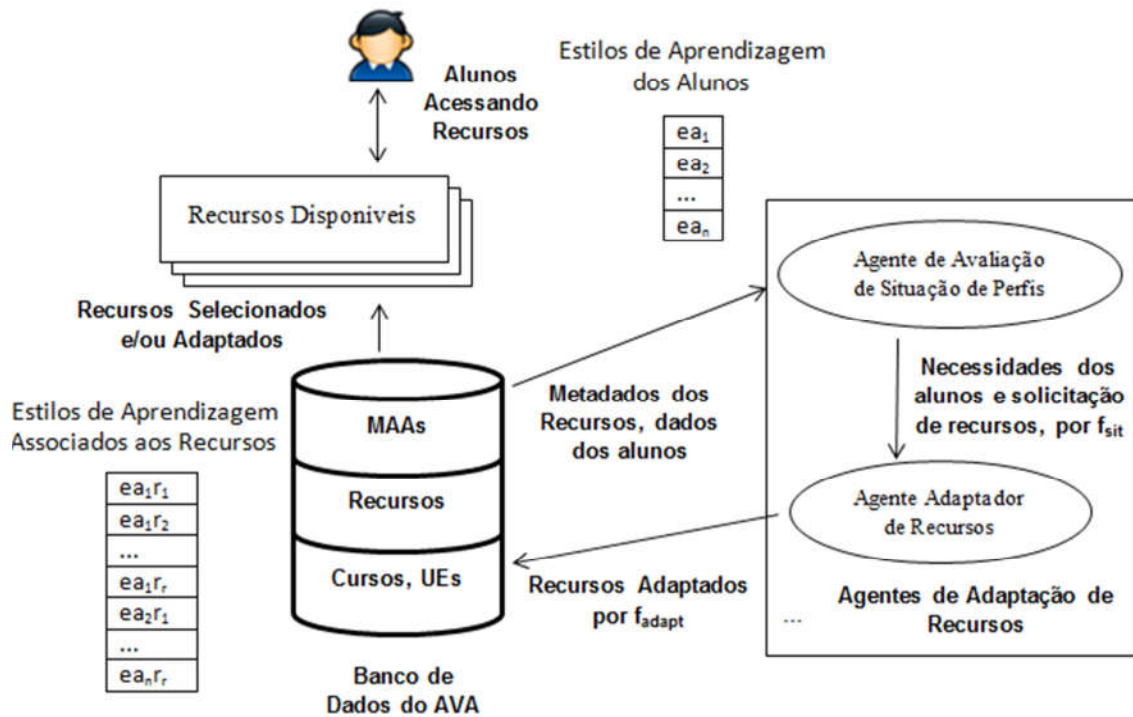 Alunos
Acessando
Recursos
Estilos de Aprendizagem
dos Alunos
ea₁
ea₂
...
eaₙ
Recursos Disponiveis
Recursos Selecionados
e/ou Adaptados
Agente de Avaliação
de Situação de Perfis
Necessidades dos
alunos e solicitação
de recursos, por fsit
Metadados dos
Recursos, dados
dos alunos
Estilos de Aprendizagem
Associados aos Recursos
ea₁r₁
ea₁r₂
...
ea₁rᵣ
ea₂r₁
...
eaₙrᵣ
MAAs
Recursos
Cursos, UEs
Banco de
Dados do AVA
Agente Adaptador
de Recursos
Recursos Adaptados
por fadapt
...
Agentes de Adaptação de
Recursos